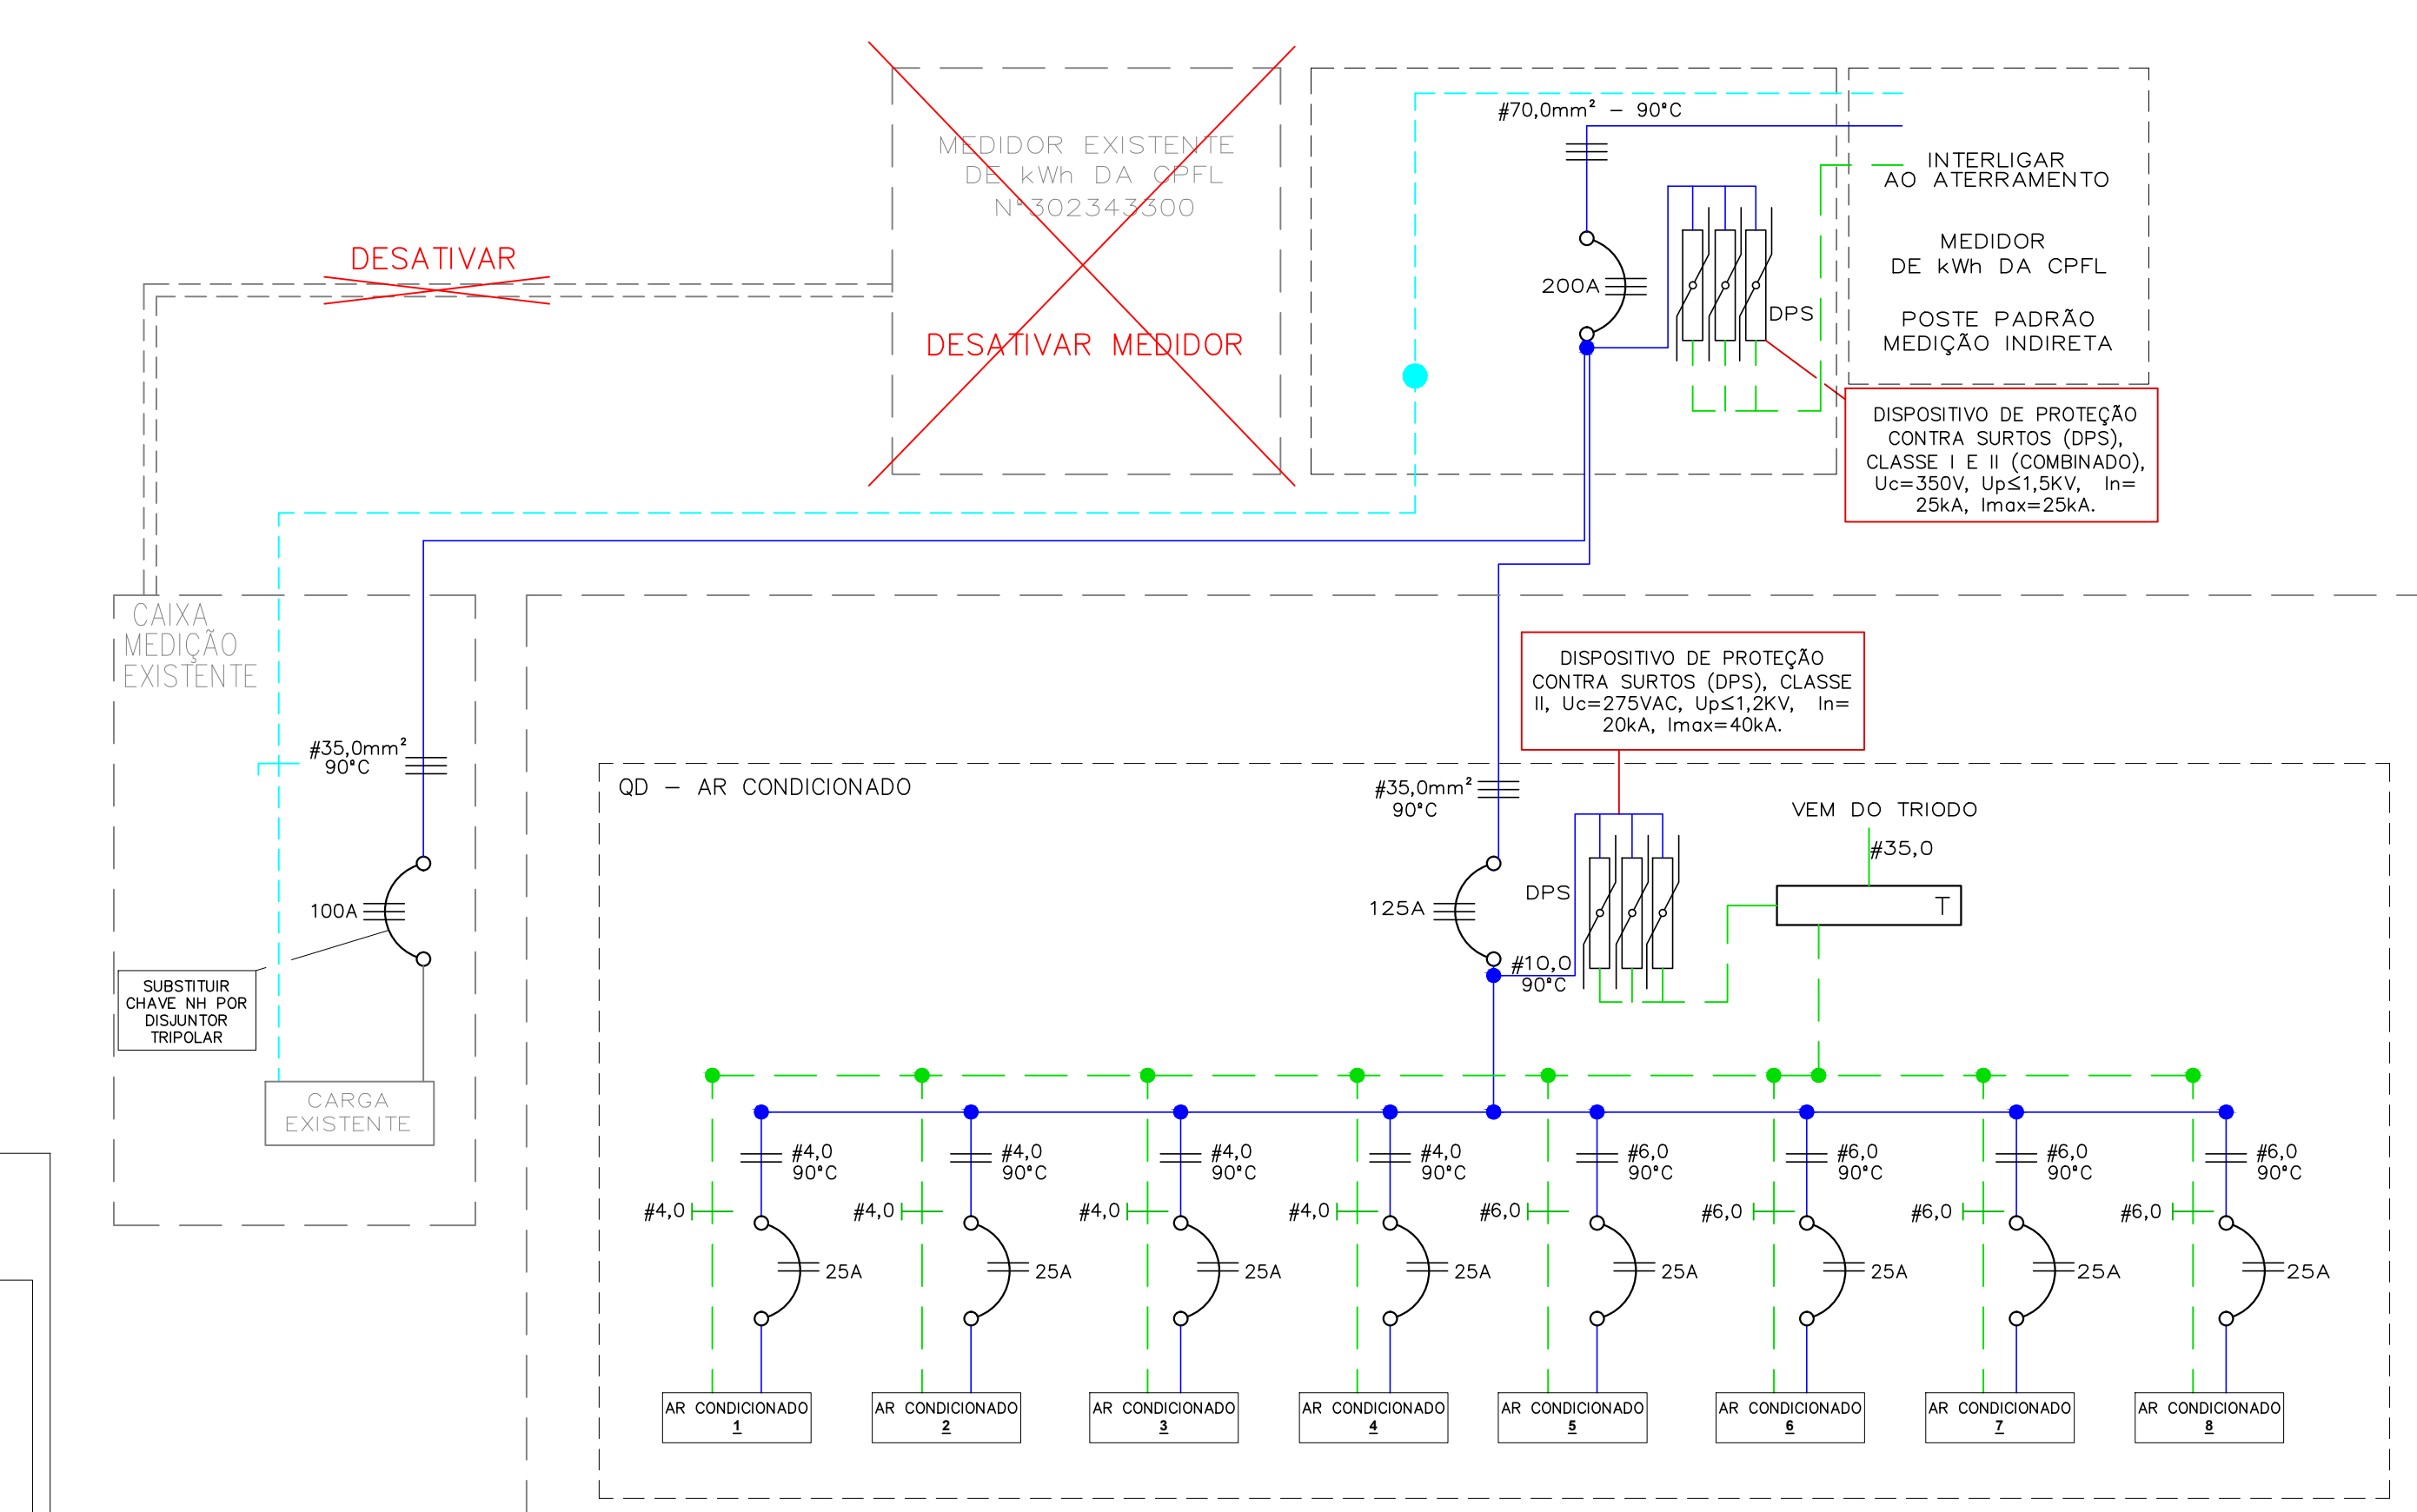 MEDIDOR EXISTENTE
DE kWh DA CPFL
Nº302343300
DESATIVAR MEDIDOR
DESATIVAR
#70,0mm² - 90°C
200A
DPS
INTERLIGAR
AO ATERRAMENTO
MEDIDOR
DE kWh DA CPFL
POSTE PADRÃO
MEDIÇÃO INDIRETA
DISPOSITIVO DE PROTEÇÃO
CONTRA SURTOS (DPS),
CLASSE I E II (COMBINADO),
Uc=350V, Up≤1,5KV, In=
25kA, Imax=25kA.
CAIXA
MEDIÇÃO
EXISTENTE
#35,0mm²
90°C
100A
SUBSTITUIR
CHAVE NH POR
DISJUNTOR
TRIPOLAR
CARGA
EXISTENTE
DISPOSITIVO DE PROTEÇÃO
CONTRA SURTOS (DPS), CLASSE
II, Uc=275VAC, Up≤1,2KV, In=
20kA, Imax=40kA.
QD - AR CONDICIONADO
#35,0mm²
90°C
125A
DPS
#10,0
90°C
VEM DO TRIODO
#35,0
T
#4,0
90°C
#4,0
90°C
#4,0
90°C
#4,0
90°C
#6,0
90°C
#6,0
90°C
#6,0
90°C
#6,0
90°C
#4,0
#4,0
#4,0
#4,0
#6,0
#6,0
#6,0
#6,0
25A
25A
25A
25A
25A
25A
25A
25A
AR CONDICIONADO
1
AR CONDICIONADO
2
AR CONDICIONADO
3
AR CONDICIONADO
4
AR CONDICIONADO
5
AR CONDICIONADO
6
AR CONDICIONADO
7
AR CONDICIONADO
8